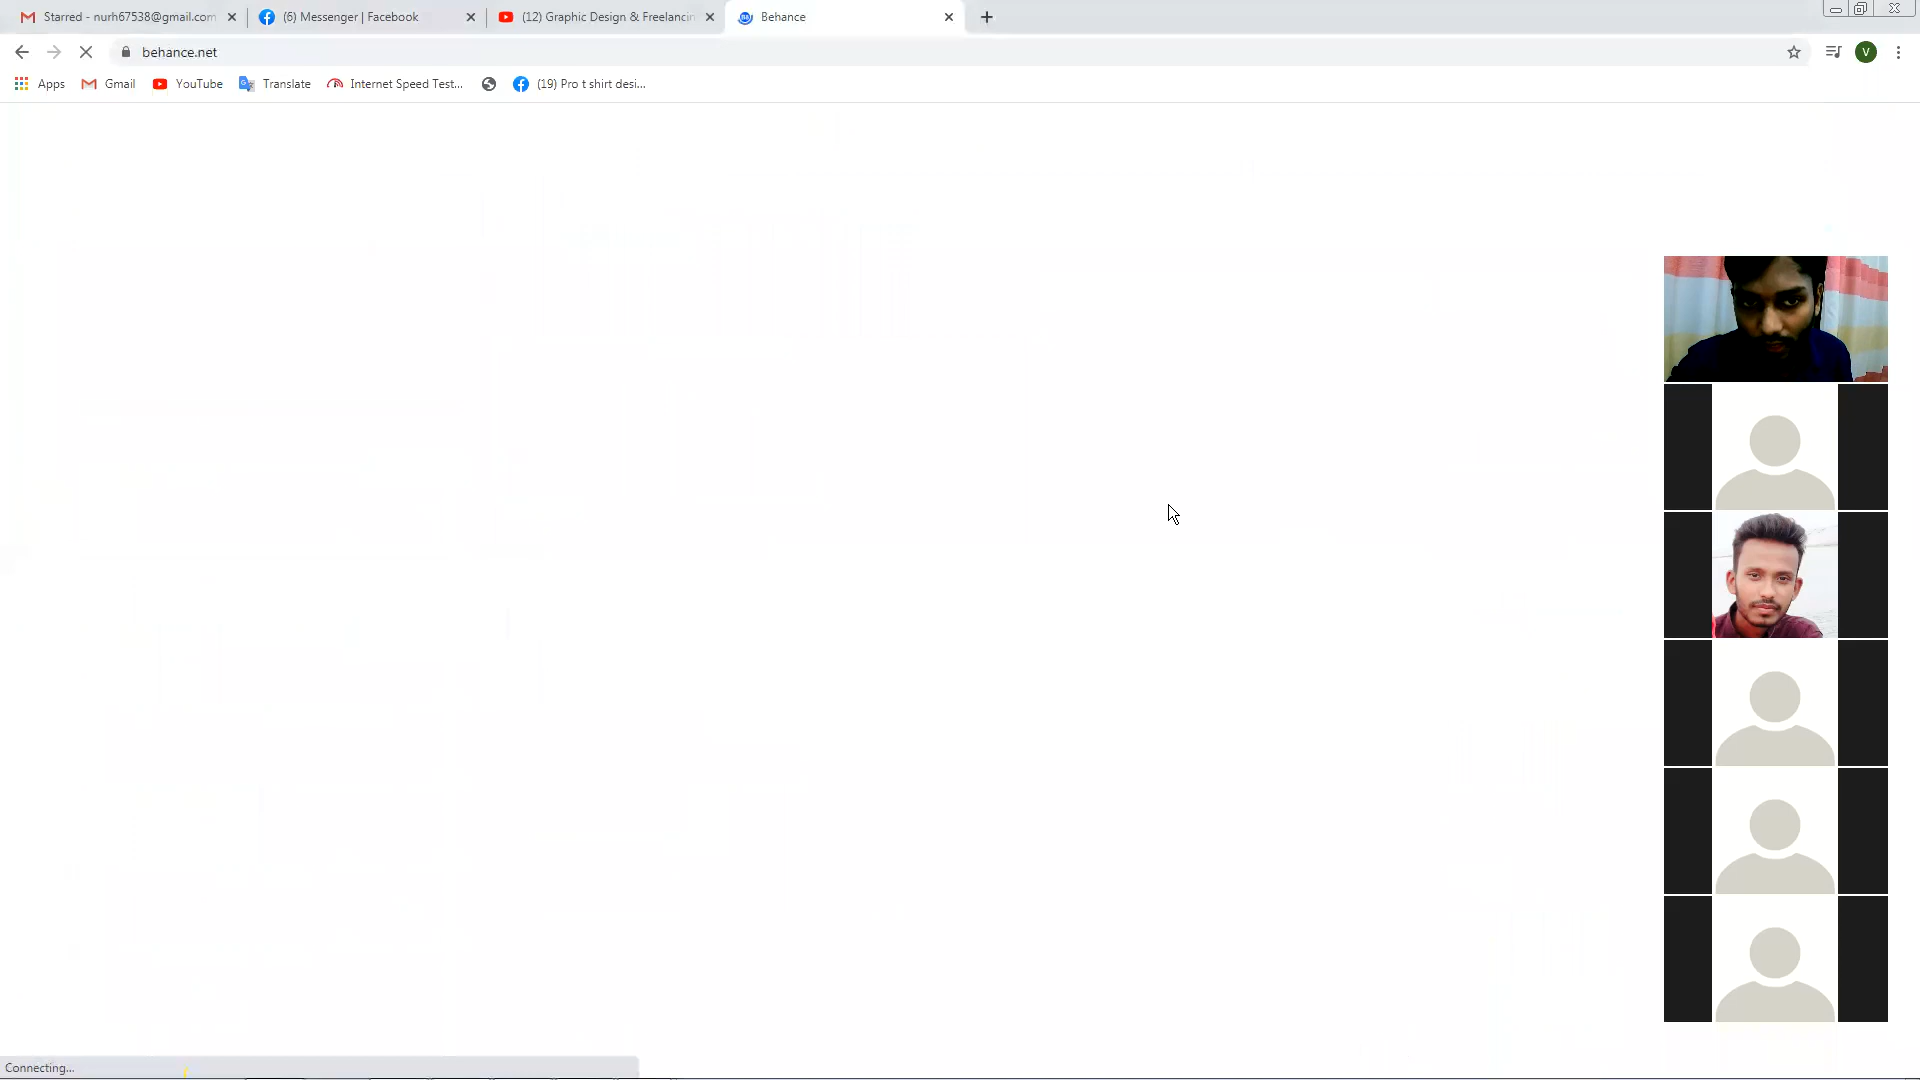 Starred - nurh67538@gmail.com
(6) Messenger | Facebook
(12) Graphic Design & Freelancin
Behance
behance.net
V
Apps
Gmail
YouTube
Translate
Internet Speed Test...
(19) Pro t shirt desi...
Connecting...